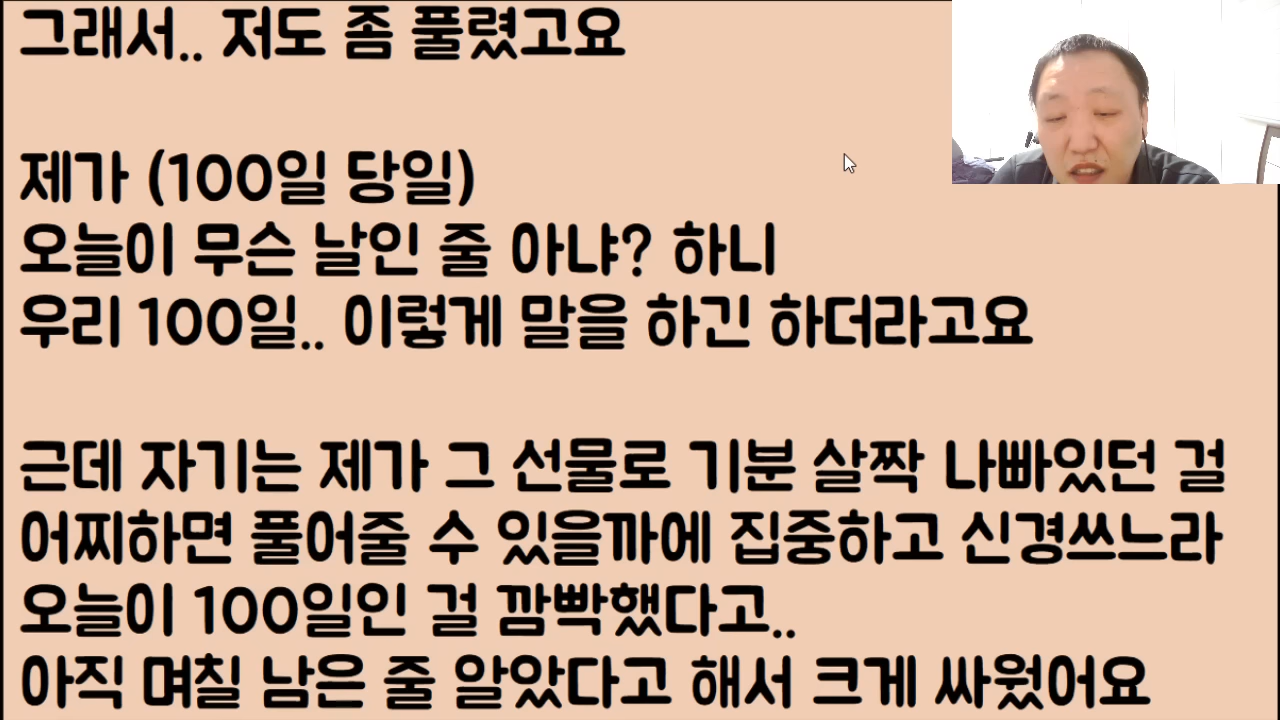 그래서.. 저도 좀 풀렸고요
제가 (100일 당일)
오늘이 무슨 날인 줄 아냐? 하니
우리 100일.. 이렇게 말을 하긴 하더라고요
근데 자기는 제가 그 선물로 기분 살짝 나빠있던 걸
어찌하면 풀어줄 수 있을까에 집중하고 신경쓰느라
오늘이 100일인 걸 깜빡했다고..
아직 며칠 남은 줄 알았다고 해서 크게 싸웠어요